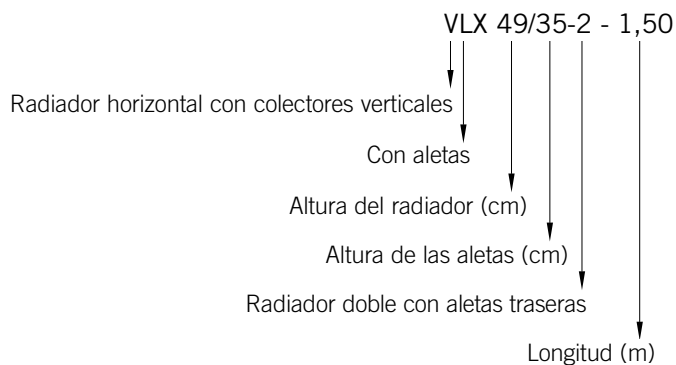 VLX 49/35-2 - 1,50
Radiador horizontal con colectores verticales
Con aletas
Altura del radiador (cm)
Altura de las aletas (cm)
Radiador doble con aletas traseras
Longitud (m)